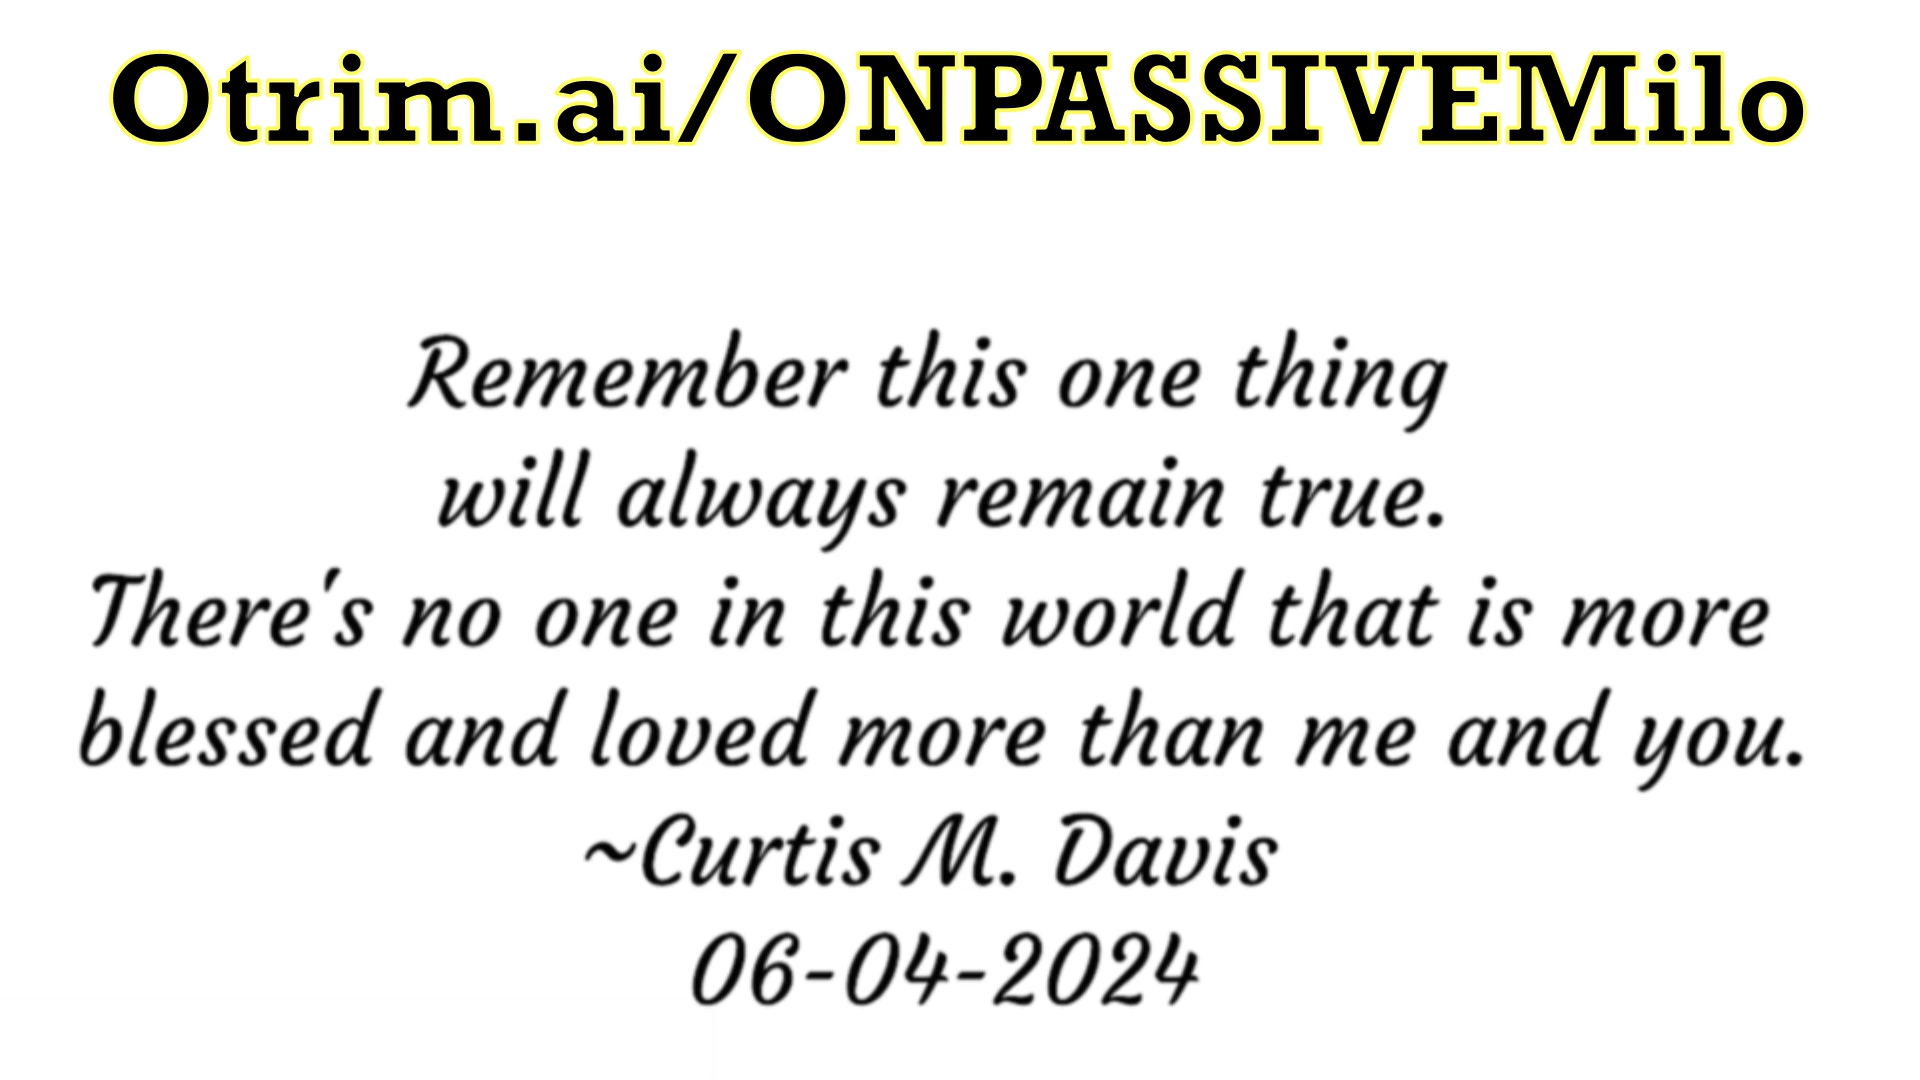 Otrim.ai/ONPASSIVEMilo
Remember this one thing
will always remain true.
There's no one in this world that is more
blessed and loved more than me and you.
~Curtis M. Davis
06-04-2024